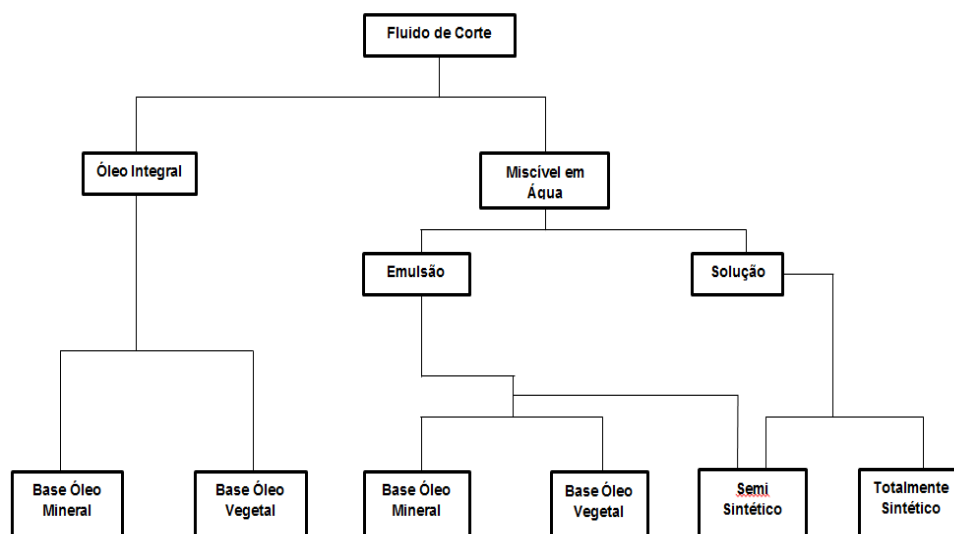 Fluido de Corte
Óleo Integral
Miscível em
Água
Emulsão
Solução
Base Óleo
Mineral
Base Óleo
Vegetal
Base Óleo
Mineral
Base Óleo
Vegetal
Semi
Sintético
Totalmente
Sintético